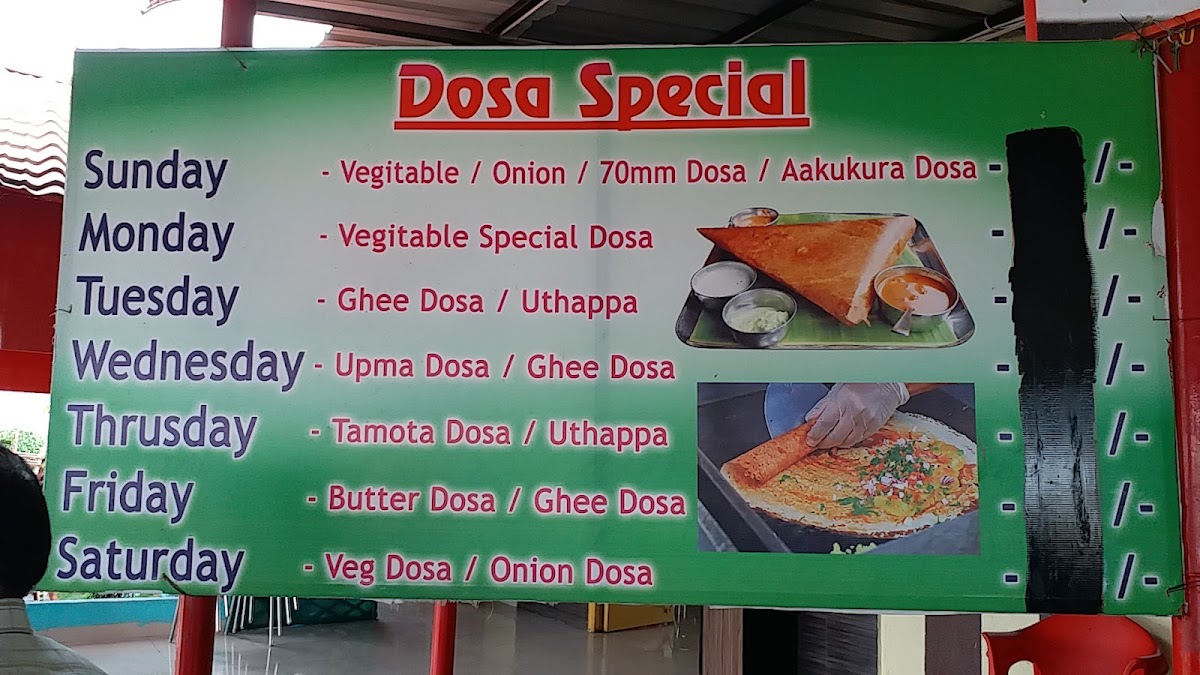 Dosa Special
Sunday - Vegitable / Onion / 70mm Dosa / Aakukura Dosa - /-
Monday - Vegitable Special Dosa - /-
Tuesday - Ghee Dosa / Uthappa - /-
Wednesday - Upma Dosa / Ghee Dosa - /-
Thrusday - Tamota Dosa / Uthappa - /-
Friday - Butter Dosa / Ghee Dosa - /-
Saturday - Veg Dosa / Onion Dosa - /-